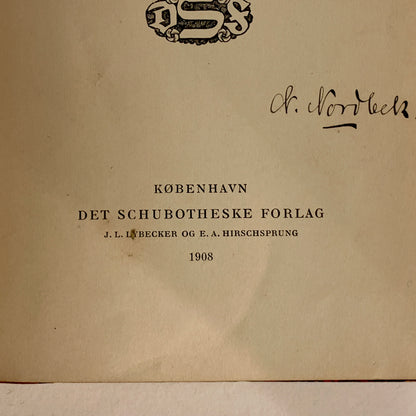 D S F
N. Nordbeck.
KØBENHAVN
DET SCHUBOTHESKE FORLAG
J. L. LYBECKER OG E. A. HIRSCHSPRUNG
1908